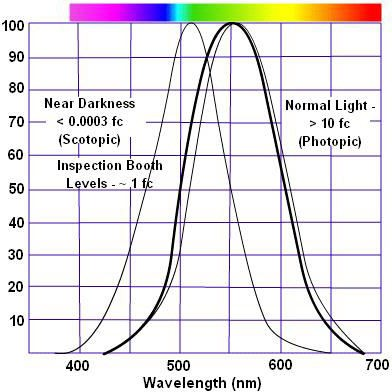 100
90
80
70
60
50
40
30
20
10
Near Darkness
< 0.0003 fc
(Scotopic)
Normal Light -
> 10 fc
(Photopic)
Inspection Booth
Levels - ~ 1 fc
400 500 600 700
Wavelength (nm)